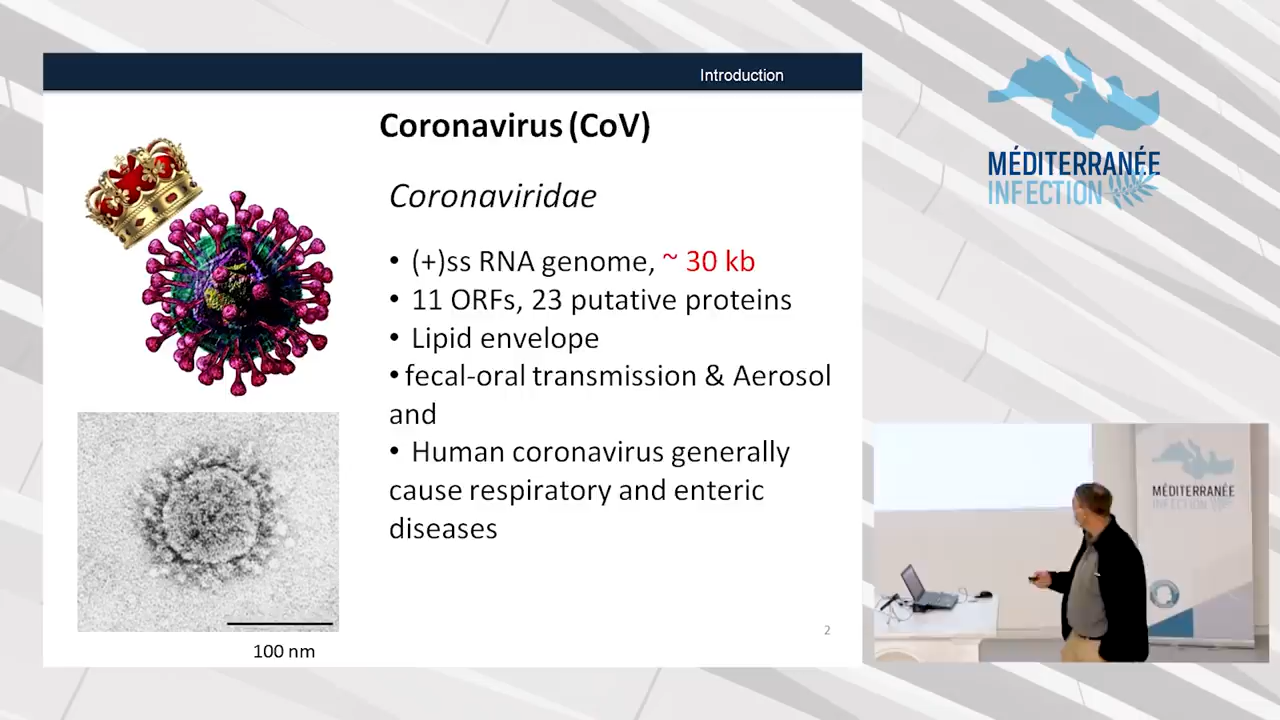 Introduction
Coronavirus (CoV)
Coronaviridae
• (+)ss RNA genome, ~ 30 kb
• 11 ORFs, 23 putative proteins
• Lipid envelope
• fecal-oral transmission & Aerosol
and
• Human coronavirus generally
cause respiratory and enteric
diseases
100 nm
2
MÉDITERRANÉE
INFECTION
MÉDITERRANÉE
INFECTION